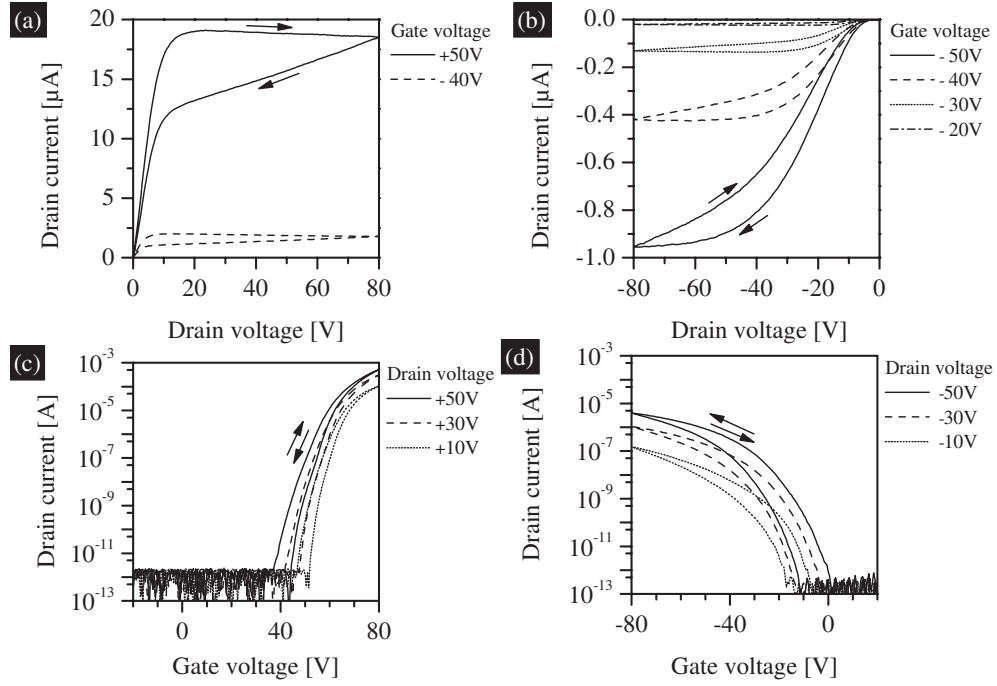 (a)
Drain current [µA]
20
15
10
5
0
0 20 40 60 80
Drain voltage [V]
Gate voltage
+50V
- 40V
(b)
Drain current [µA]
0.0
-0.2
-0.4
-0.6
-0.8
-1.0
-80 -60 -40 -20 0
Drain voltage [V]
Gate voltage
- 50V
- 40V
- 30V
- 20V
(c)
Drain current [A]
10-3
10-5
10-7
10-9
10-11
10-13
0 40 80
Gate voltage [V]
Drain voltage
+50V
+30V
+10V
(d)
Drain current [A]
10-3
10-5
10-7
10-9
10-11
10-13
-80 -40 0
Gate voltage [V]
Drain voltage
-50V
-30V
-10V